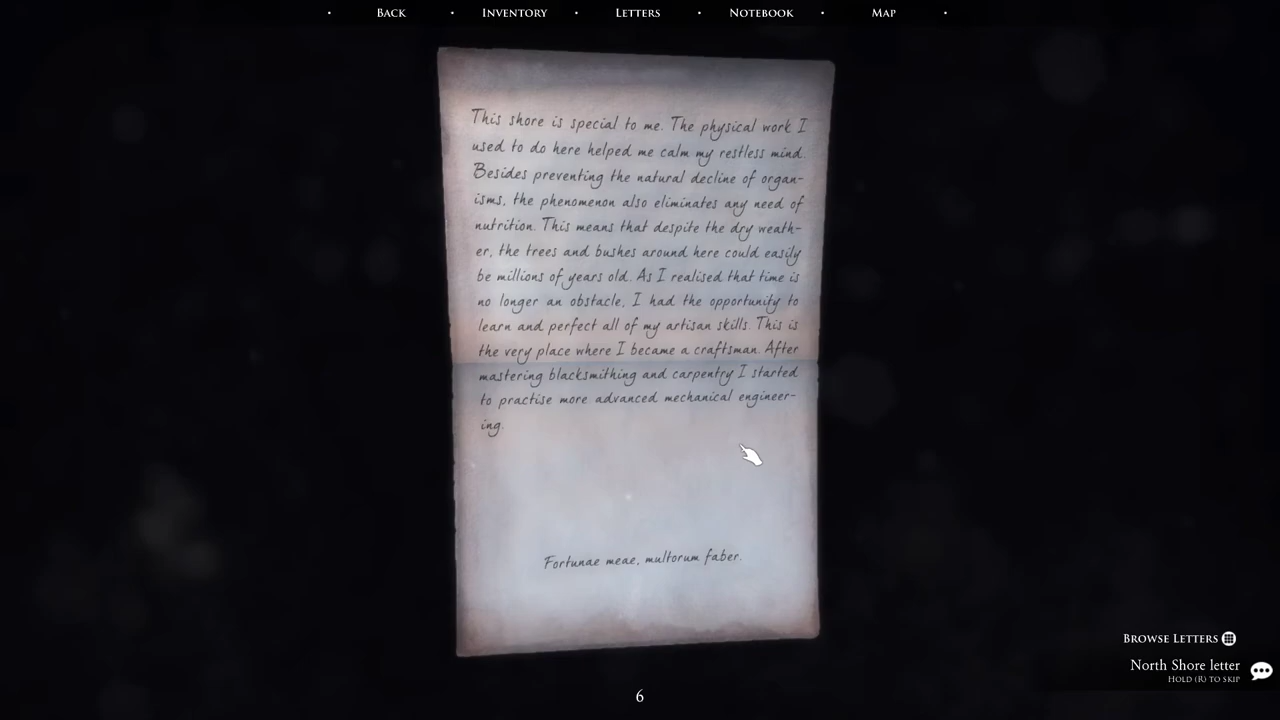 • BACK • INVENTORY • LETTERS • NOTEBOOK • MAP •
This shore is special to me. The physical work I
used to do here helped me calm my restless mind.
Besides preventing the natural decline of organ-
isms, the phenomenon also eliminates any need of
nutrition. This means that despite the dry weath-
er, the trees and bushes around here could easily
be millions of years old. As I realised that time is
no longer an obstacle, I had the opportunity to
learn and perfect all of my artisan skills. This is
the very place where I became a craftsman. After
mastering blacksmithing and carpentry I started
to practise more advanced mechanical engineer-
ing.
Fortunae meae, multorum faber.
BROWSE LETTERS
North Shore letter
HOLD (R) TO SKIP
6